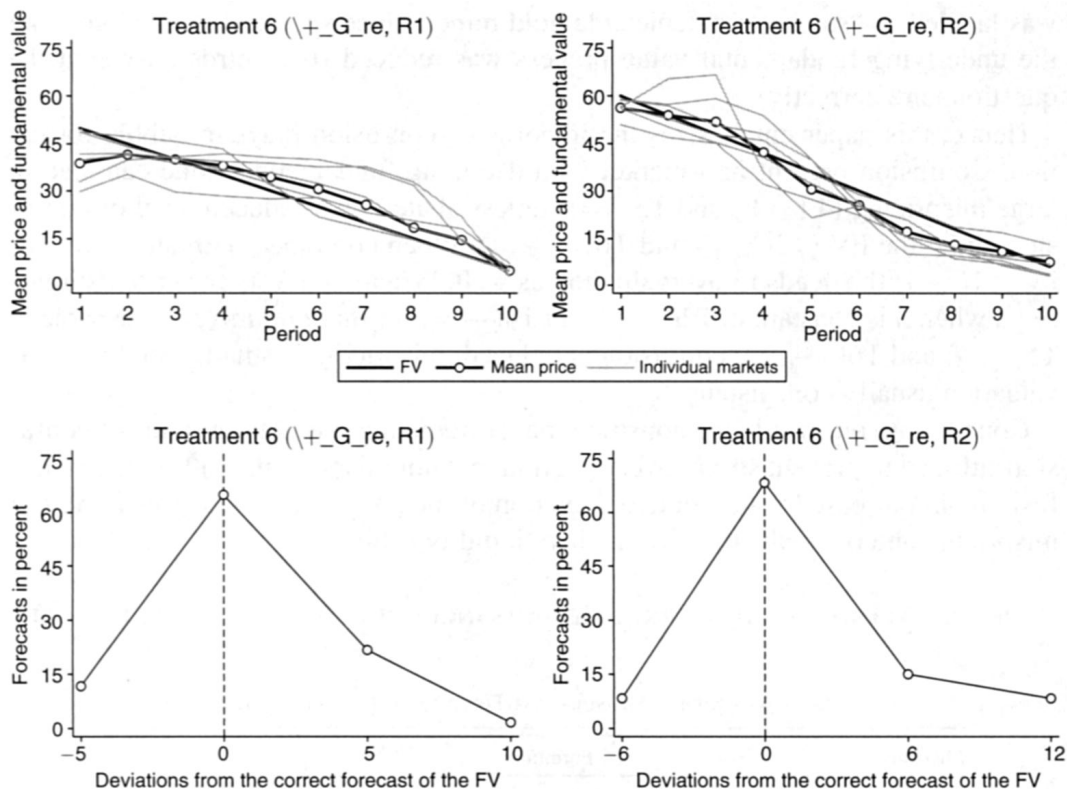 Treatment 6 (\+_G_re, R1)
Mean price and fundamental value
75
60
45
30
15
0
1 2 3 4 5 6 7 8 9 10
Period
Treatment 6 (\+_G_re, R2)
Mean price and fundamental value
75
60
45
30
15
0
1 2 3 4 5 6 7 8 9 10
Period
FV Mean price Individual markets
Treatment 6 (\+_G_re, R1)
Forecasts in percent
75
60
45
30
15
0
−5 0 5 10
Deviations from the correct forecast of the FV
Treatment 6 (\+_G_re, R2)
Forecasts in percent
75
60
45
30
15
0
−6 0 6 12
Deviations from the correct forecast of the FV